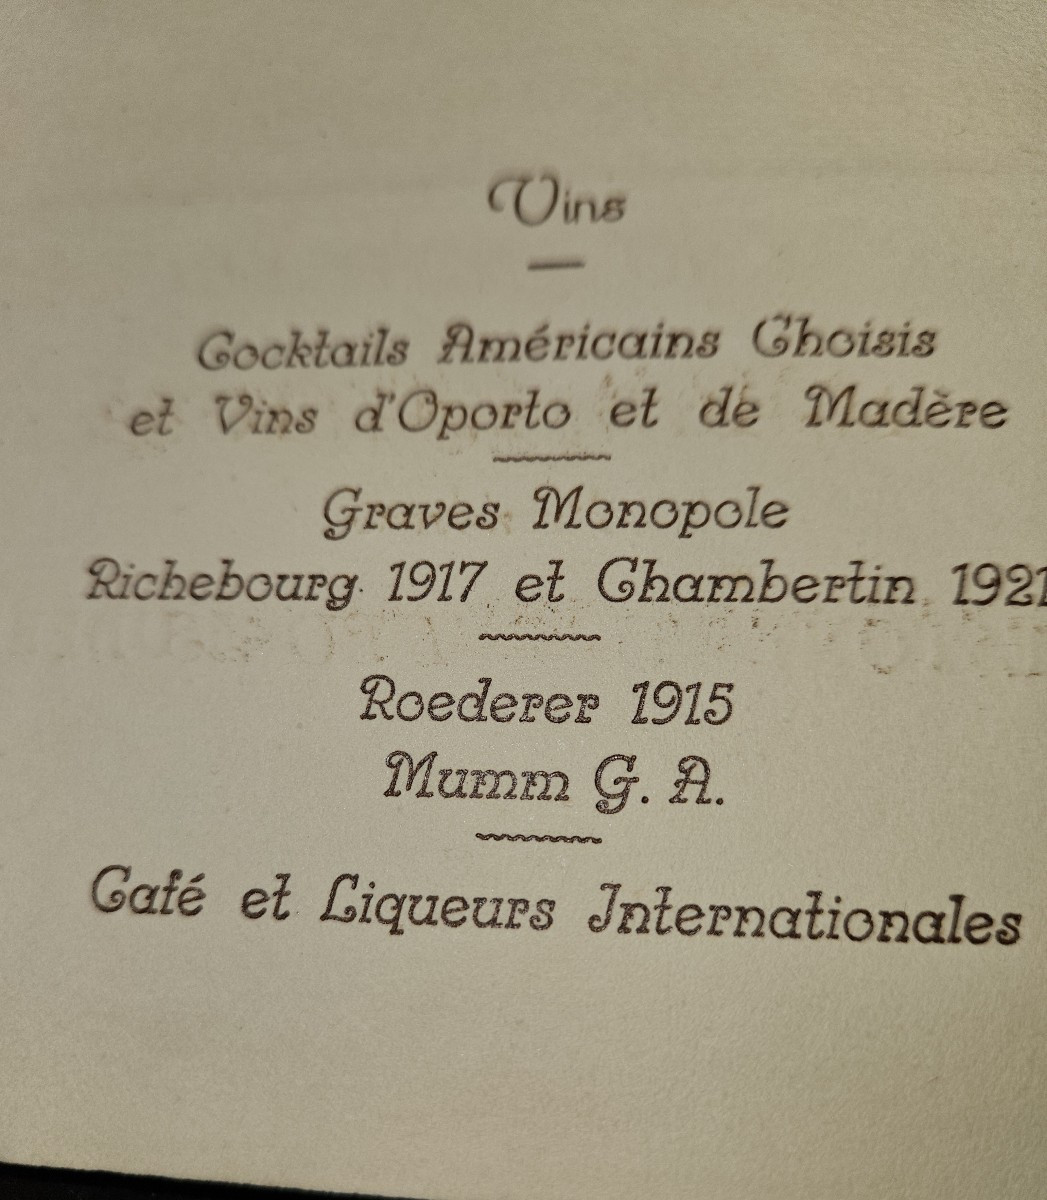 Vins
Cocktails Américains Choisis
et Vins d'Oporto et de Madère
Graves Monopole
Richebourg 1917 et Chambertin 1921
Roederer 1915
Mumm G. A.
Café et Liqueurs Internationales